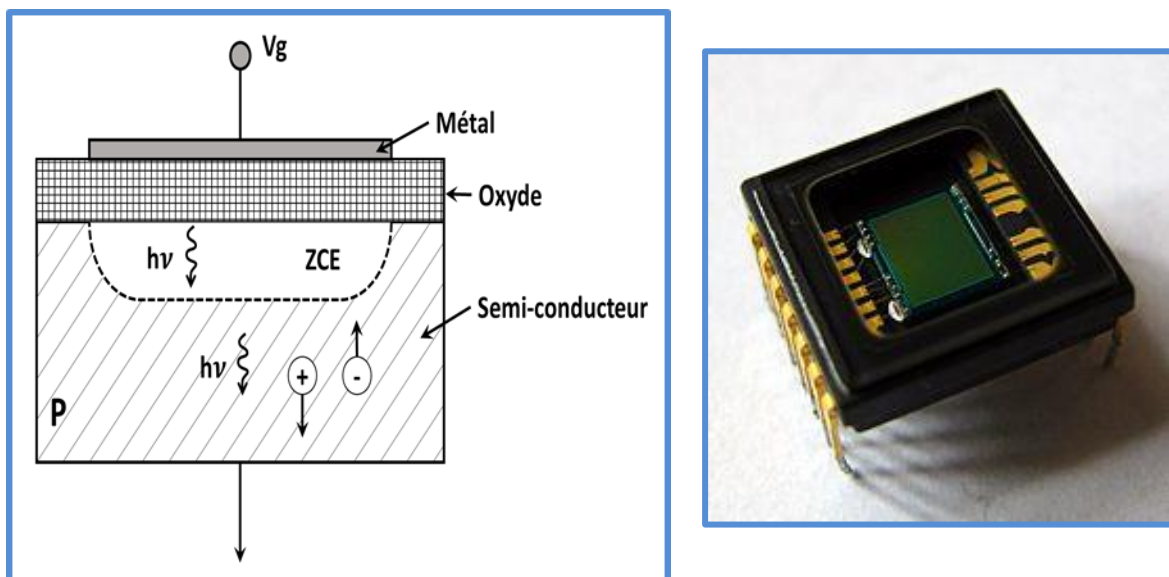 Vg
Métal
Oxyde
hν
ZCE
Semi-conducteur
hν
+
-
P